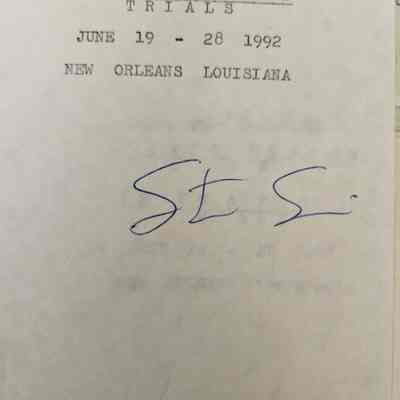 TRIALS
JUNE 19 - 28 1992
NEW ORLEANS LOUISIANA